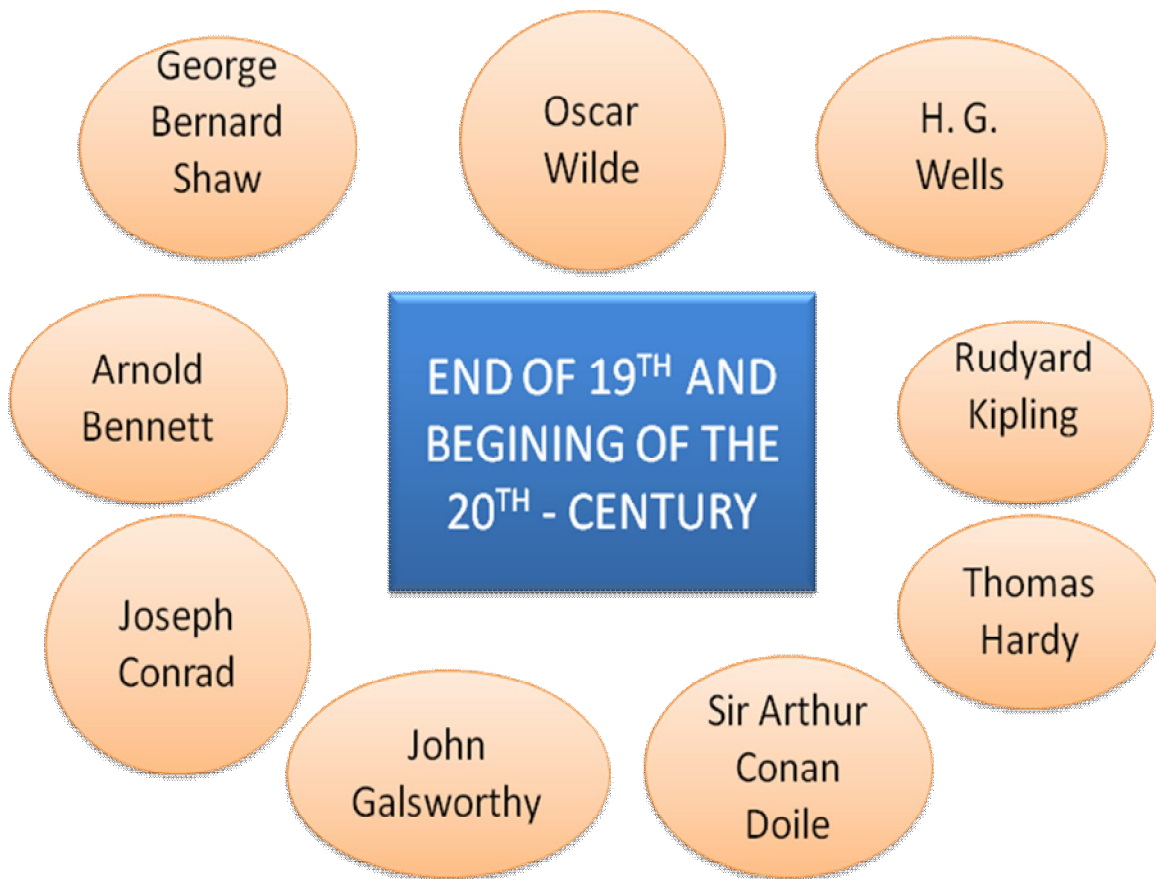 George
Bernard
Shaw
Oscar
Wilde
H. G.
Wells
Arnold
Bennett
END OF 19TH AND
BEGINING OF THE
20TH - CENTURY
Rudyard
Kipling
Joseph
Conrad
Thomas
Hardy
John
Galsworthy
Sir Arthur
Conan
Doile